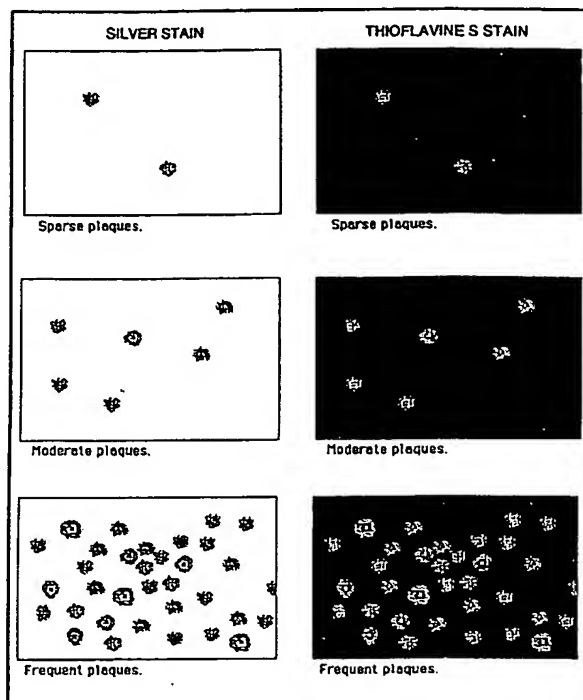 SILVER STAIN
THIOFLAVINE S STAIN
Sparse plaques.
Sparse plaques.
Moderate plaques.
Moderate plaques.
Frequent plaques.
Frequent plaques.